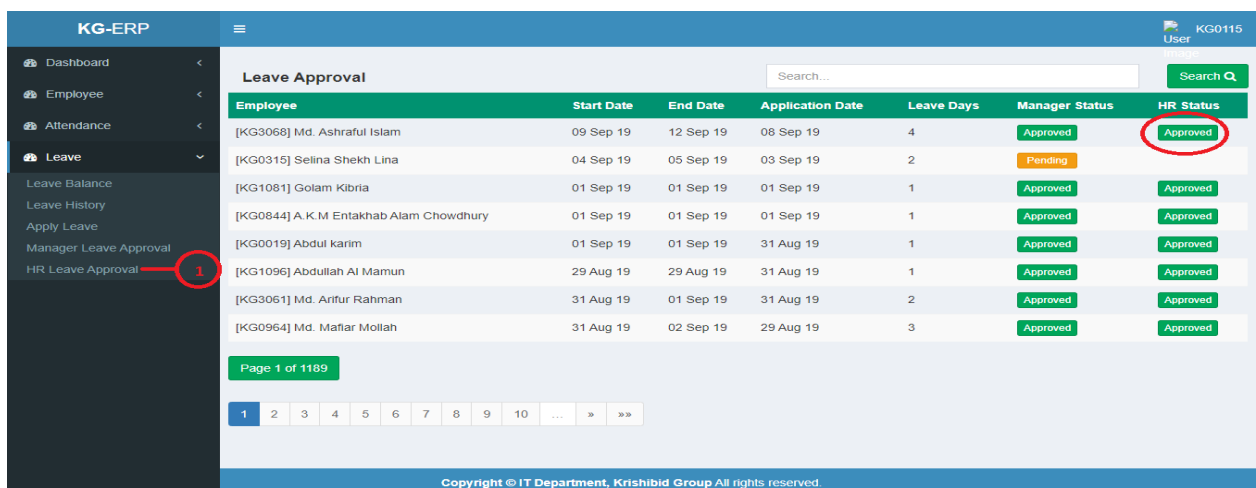 KG-ERP
☰
User Image
KG0115
Dashboard <
Employee <
Attendance <
Leave
Leave Balance
Leave History
Apply Leave
Manager Leave Approval
HR Leave Approval 1
Leave Approval Search... Search
Employee Start Date End Date Application Date Leave Days Manager Status HR Status
[KG3068] Md. Ashraful Islam 09 Sep 19 12 Sep 19 08 Sep 19 4 Approved Approved
[KG0315] Selina Shekh Lina 04 Sep 19 05 Sep 19 03 Sep 19 2 Pending
[KG1081] Golam Kibria 01 Sep 19 01 Sep 19 01 Sep 19 1 Approved Approved
[KG0844] A.K.M Entakhab Alam Chowdhury 01 Sep 19 01 Sep 19 01 Sep 19 1 Approved Approved
[KG0019] Abdul karim 01 Sep 19 01 Sep 19 31 Aug 19 1 Approved Approved
[KG1096] Abdullah Al Mamun 29 Aug 19 29 Aug 19 31 Aug 19 1 Approved Approved
[KG3061] Md. Arifur Rahman 31 Aug 19 01 Sep 19 31 Aug 19 2 Approved Approved
[KG0964] Md. Mafiar Mollah 31 Aug 19 02 Sep 19 29 Aug 19 3 Approved Approved
Page 1 of 1189
1 2 3 4 5 6 7 8 9 10 ... » »»
Copyright © IT Department, Krishibid Group All rights reserved.